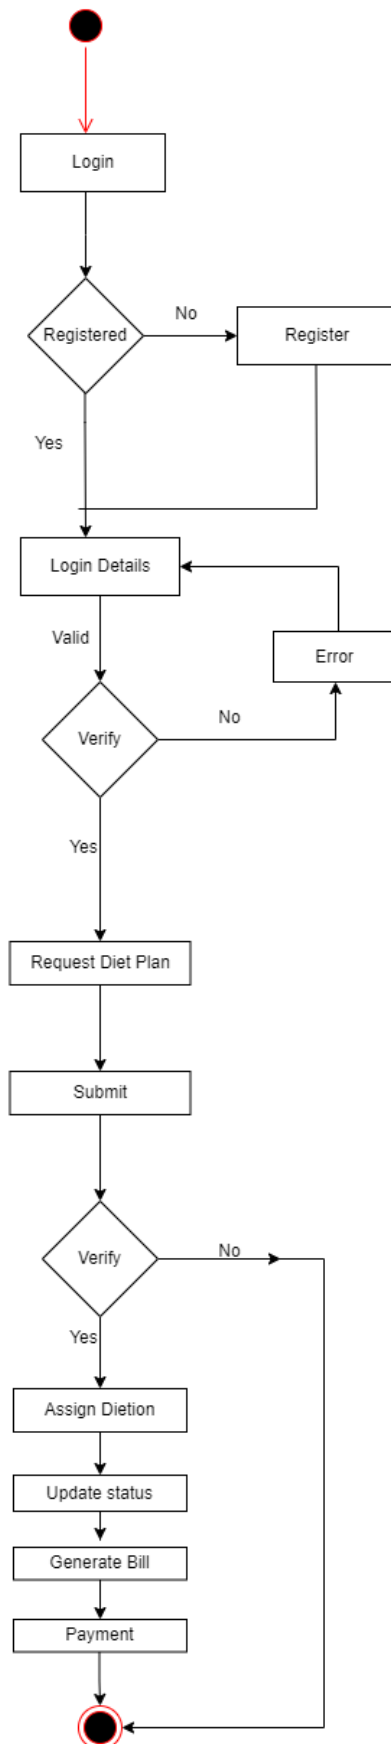 Login
No
Registered
Register
Yes
Login Details
Valid
Error
No
Verify
Yes
Request Diet Plan
Submit
No
Verify
Yes
Assign Dietion
Update status
Generate Bill
Payment